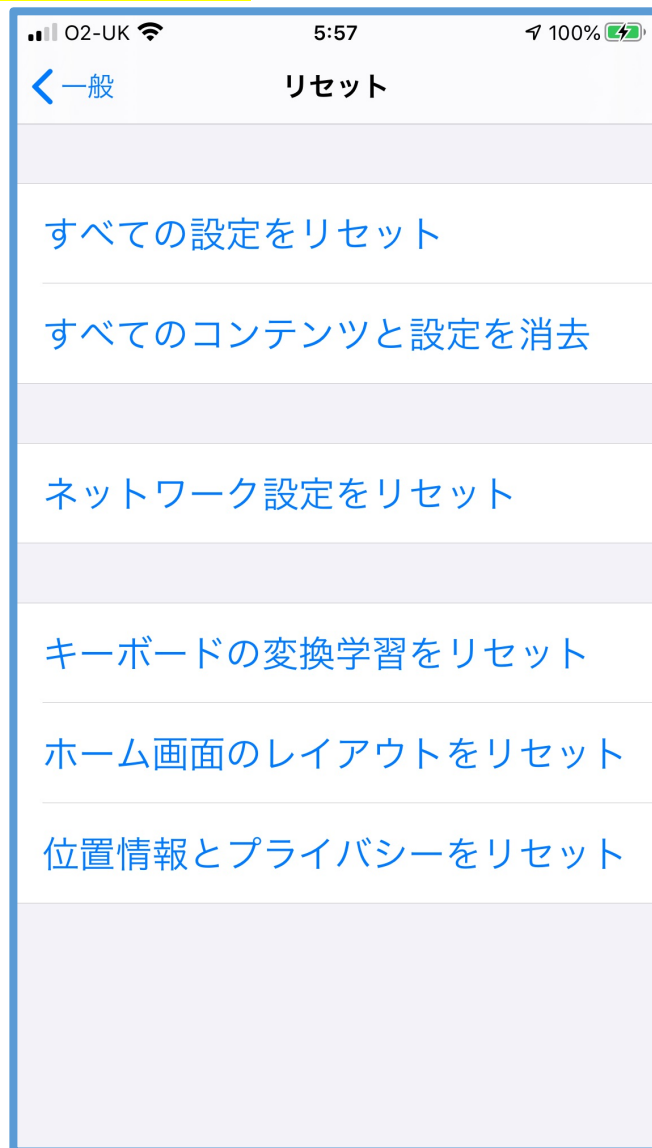 O2-UK 5:57 100%
一般 リセット
すべての設定をリセット
すべてのコンテンツと設定を消去
ネットワーク設定をリセット
キーボードの変換学習をリセット
ホーム画面のレイアウトをリセット
位置情報とプライバシーをリセット